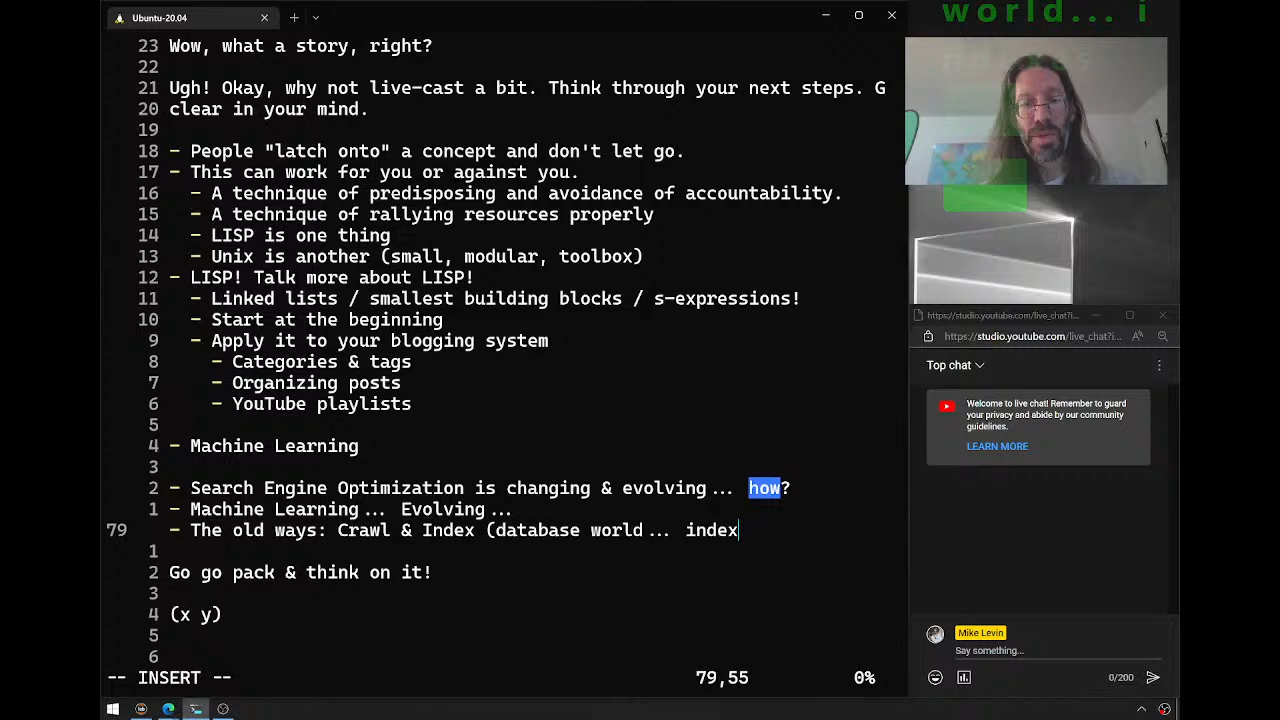 Ubuntu-20.04
23 Wow, what a story, right?
22
21 Ugh! Okay, why not live-cast a bit. Think through your next steps. G
20 clear in your mind.
19
18 - People "latch onto" a concept and don't let go.
17 - This can work for you or against you.
16 - A technique of predisposing and avoidance of accountability.
15 - A technique of rallying resources properly
14 - LISP is one thing
13 - Unix is another (small, modular, toolbox)
12 - LISP! Talk more about LISP!
11 - Linked lists / smallest building blocks / s-expressions!
10 - Start at the beginning
9 - Apply it to your blogging system
8 - Categories & tags
7 - Organizing posts
6 - YouTube playlists
5
4 - Machine Learning
3
2 - Search Engine Optimization is changing & evolving... how?
1 - Machine Learning... Evolving...
79 - The old ways: Crawl & Index (database world... index
1
2 Go go pack & think on it!
3
4 (x y)
5
6
-- INSERT -- 79,55 0%
world... i
https://studio.youtube.com/live_chat?i...
https://studio.youtube.com/live_chat?i...
Top chat
Welcome to live chat! Remember to guard
your privacy and abide by our community
guidelines.
LEARN MORE
Mike Levin
Say something...
0/200